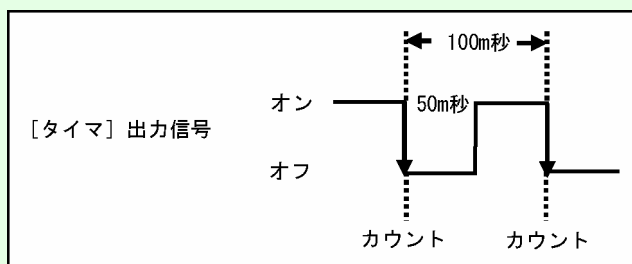 100m秒
オン
50m秒
［タイマ］出力信号
オフ
カウント
カウント